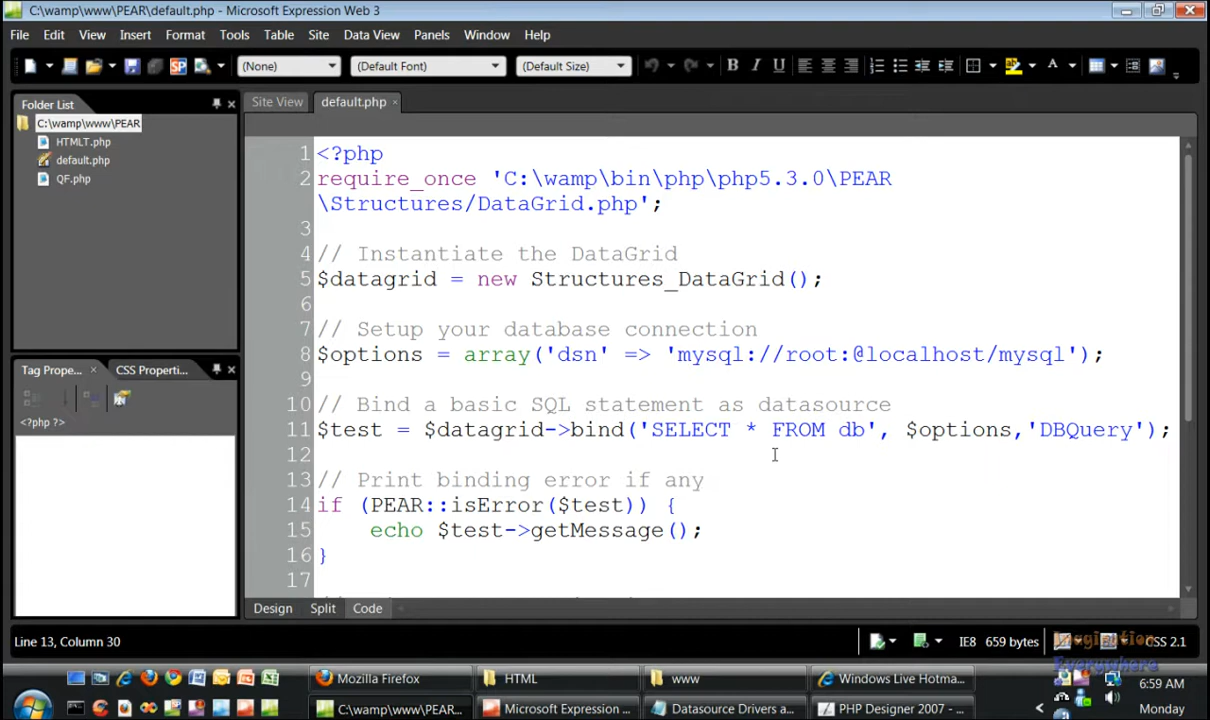 C:\wamp\www\PEAR\default.php - Microsoft Expression Web 3
File Edit View Insert Format Tools Table Site Data View Panels Window Help
(None) (Default Font) (Default Size) B I U A
Folder List
Site View default.php ×
C:\wamp\www\PEAR
HTMLT.php
default.php
QF.php
1 <?php
2 require_once 'C:\wamp\bin\php\php5.3.0\PEAR
\Structures/DataGrid.php';
3
4 // Instantiate the DataGrid
5 $datagrid = new Structures_DataGrid();
6
7 // Setup your database connection
8 $options = array('dsn' => 'mysql://root:@localhost/mysql');
9
10 // Bind a basic SQL statement as datasource
11 $test = $datagrid->bind('SELECT * FROM db', $options,'DBQuery');
12
13 // Print binding error if any
14 if (PEAR::isError($test)) {
15 echo $test->getMessage();
16 }
17
Tag Prope... × CSS Properti...
<?php ?>
Design Split Code
Line 13, Column 30
IE8 659 bytes CSS 2.1
Imagination
Everywhere
Mozilla Firefox HTML www Windows Live Hotma...
C:\wamp\www\PEAR... Microsoft Expression ... Datasource Drivers a... PHP Designer 2007 - ...
6:59 AM
Monday